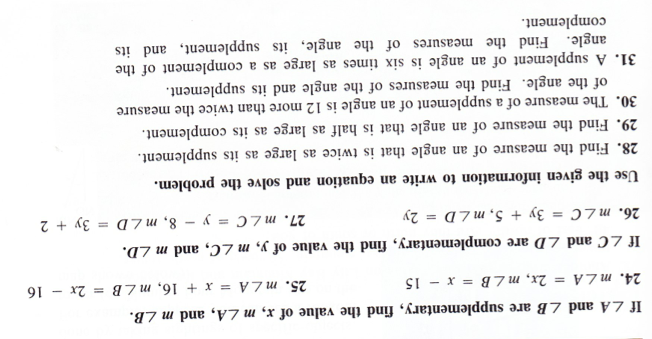 If ∠A and ∠B are supplementary, find the value of x, m∠A, and m∠B.
24. m∠A = 2x, m∠B = x − 15 25. m∠A = x + 16, m∠B = 2x − 16
If ∠C and ∠D are complementary, find the value of y, m∠C, and m∠D.
26. m∠C = 3y + 5, m∠D = 2y 27. m∠C = y − 8, m∠D = 3y + 2
Use the given information to write an equation and solve the problem.
28. Find the measure of an angle that is twice as large as its supplement.
29. Find the measure of an angle that is half as large as its complement.
30. The measure of a supplement of an angle is 12 more than twice the measure
of the angle. Find the measures of the angle and its supplement.
31. A supplement of an angle is six times as large as a complement of the
angle. Find the measures of the angle, its supplement, and its
complement.